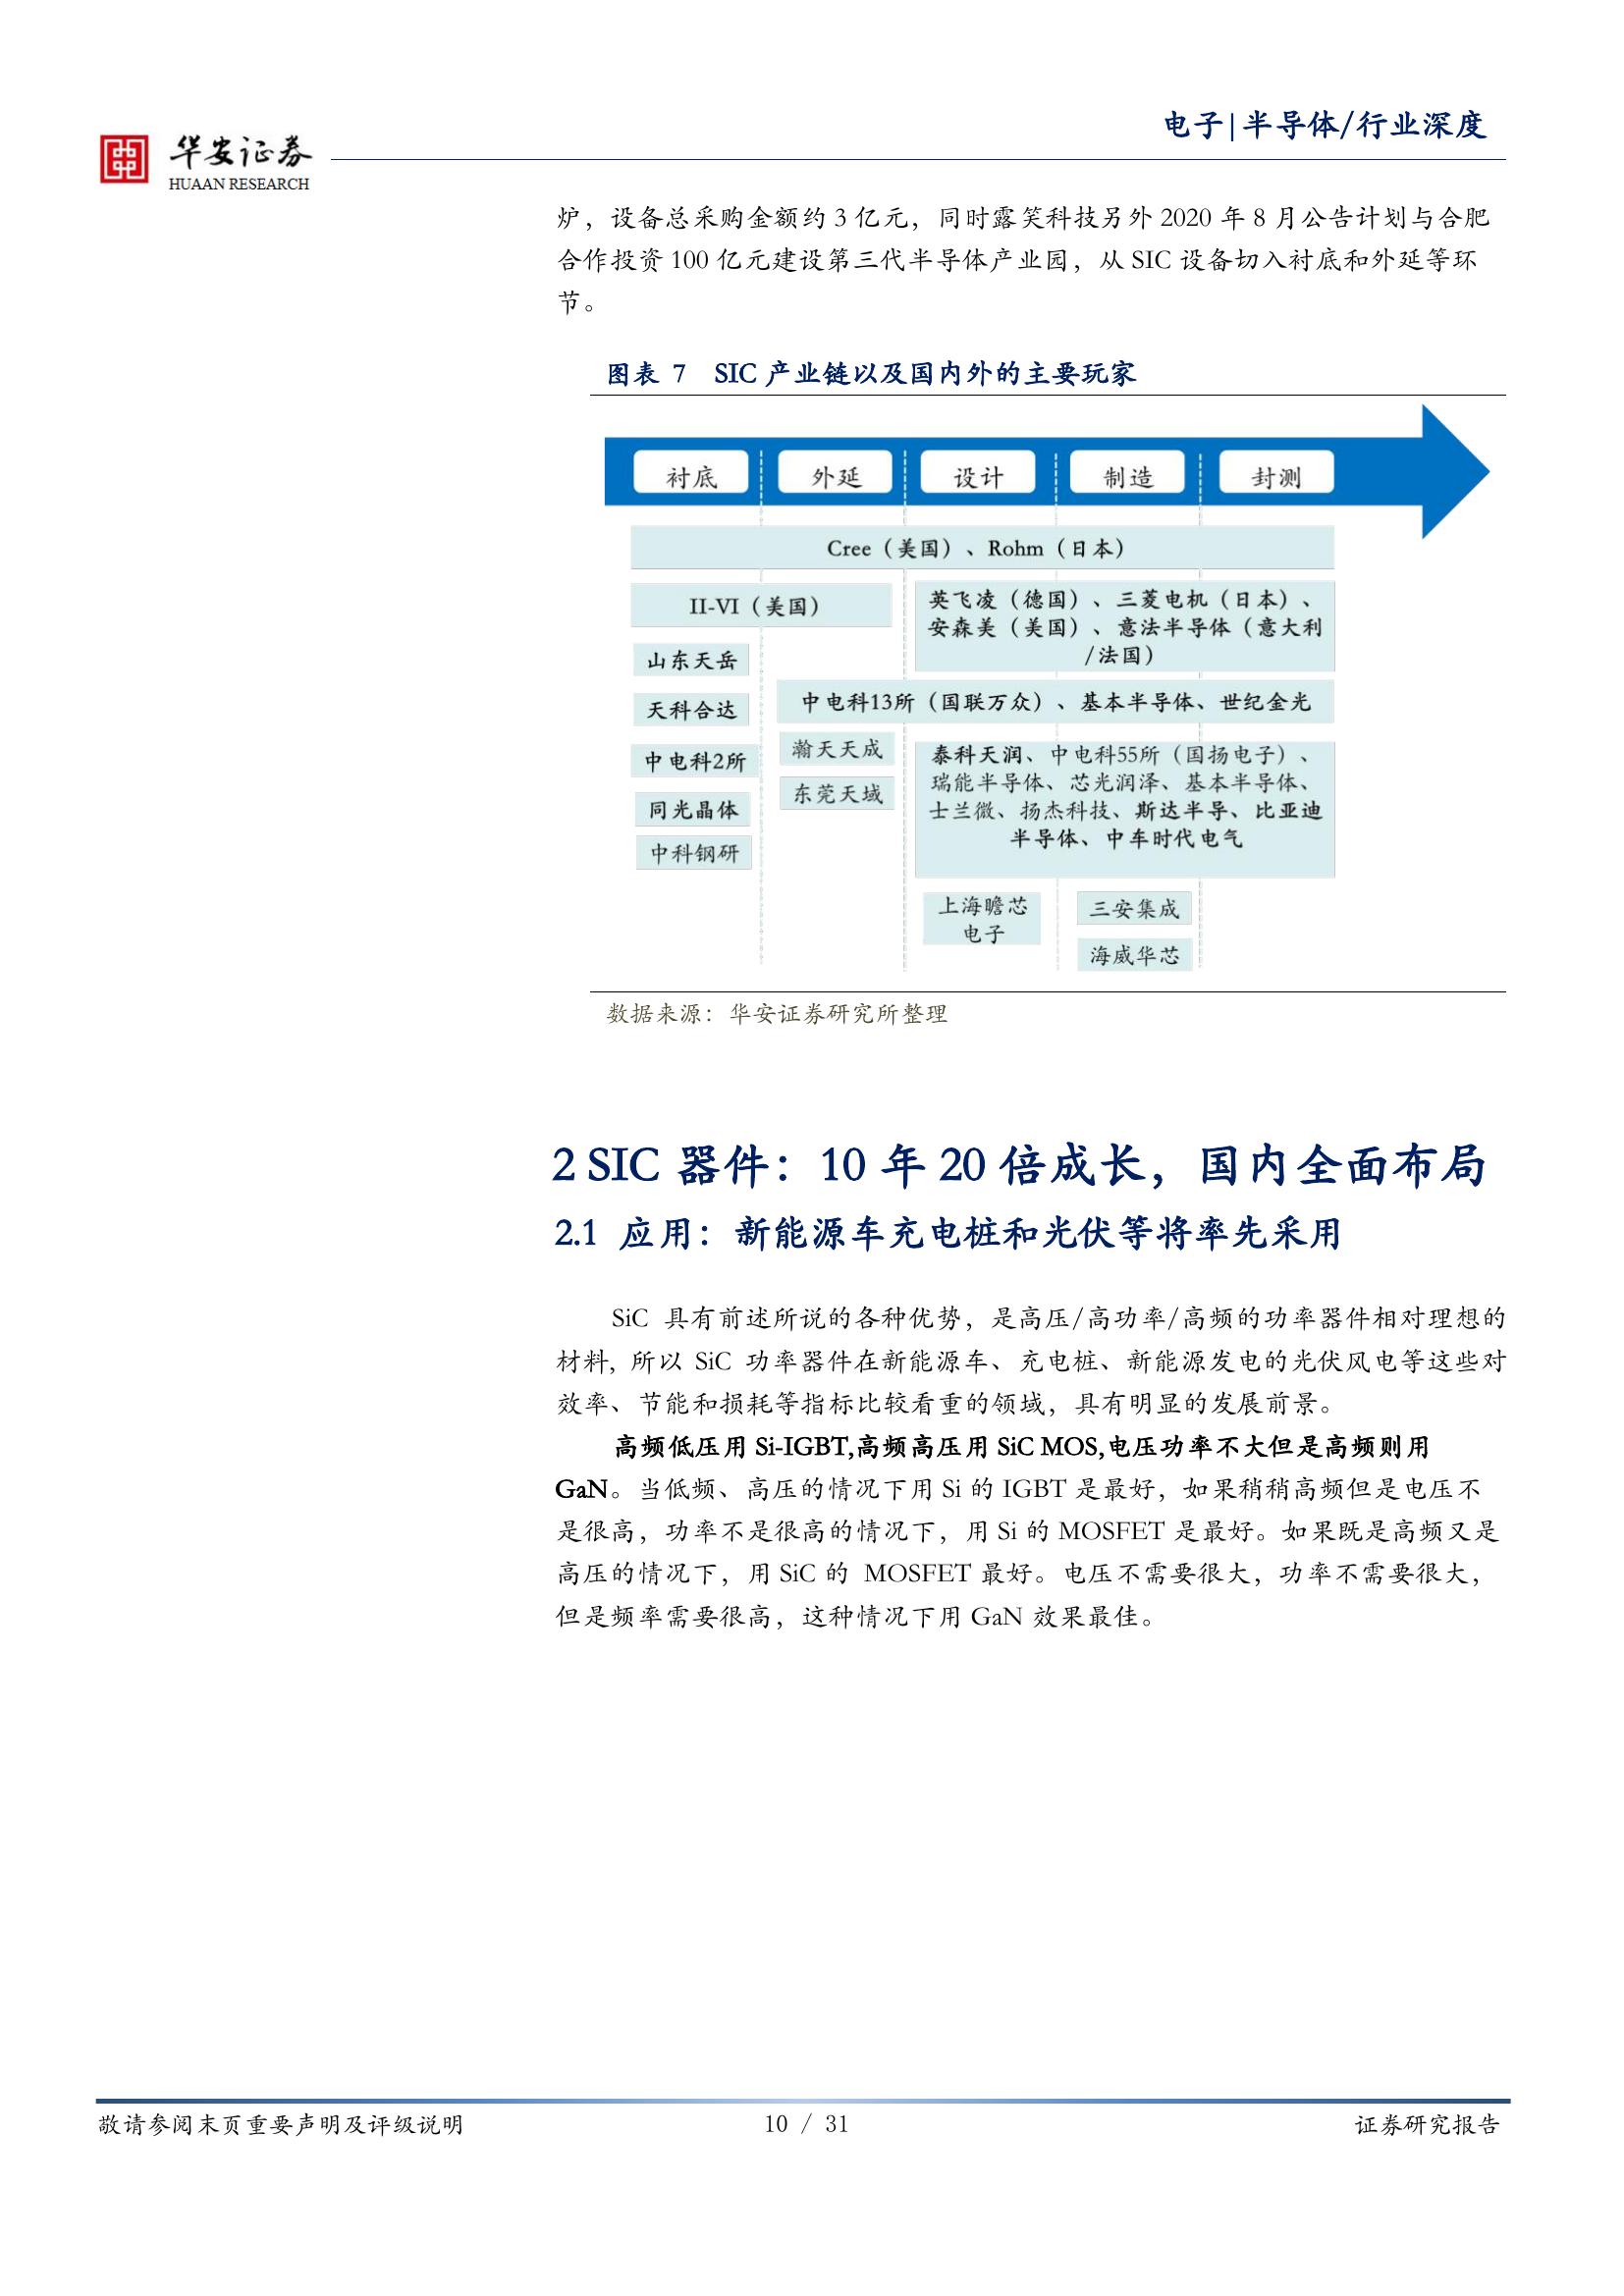 华安证券
HUAAN RESEARCH
电子|半导体/行业深度
炉，设备总采购金额约 3 亿元，同时露笑科技另外 2020 年 8 月公告计划与合肥
合作投资 100 亿元建设第三代半导体产业园，从 SIC 设备切入衬底和外延等环
节。
图表 7 SIC 产业链以及国内外的主要玩家
衬底
外延
设计
制造
封测
Cree（美国）、Rohm（日本）
II-VI（美国）
英飞凌（德国）、三菱电机（日本）、
安森美（美国）、意法半导体（意大利
/法国）
山东天岳
天科合达
中电科2所
同光晶体
中科钢研
中电科13所（国联万众）、基本半导体、世纪金光
瀚天天成
东莞天域
泰科天润、中电科55所（国扬电子）、
瑞能半导体、芯光润泽、基本半导体、
士兰微、扬杰科技、斯达半导、比亚迪
半导体、中车时代电气
上海瞻芯
电子
三安集成
海威华芯
数据来源：华安证券研究所整理
2 SIC 器件：10 年 20 倍成长，国内全面布局
2.1 应用：新能源车充电桩和光伏等将率先采用
SiC 具有前述所说的各种优势，是高压/高功率/高频的功率器件相对理想的
材料, 所以 SiC 功率器件在新能源车、充电桩、新能源发电的光伏风电等这些对
效率、节能和损耗等指标比较看重的领域，具有明显的发展前景。
高频低压用 Si-IGBT,高频高压用 SiC MOS,电压功率不大但是高频则用
GaN。当低频、高压的情况下用 Si 的 IGBT 是最好，如果稍稍高频但是电压不
是很高，功率不是很高的情况下，用 Si 的 MOSFET 是最好。如果既是高频又是
高压的情况下，用 SiC 的 MOSFET 最好。电压不需要很大，功率不需要很大，
但是频率需要很高，这种情况下用 GaN 效果最佳。
敬请参阅末页重要声明及评级说明
10 / 31
证券研究报告